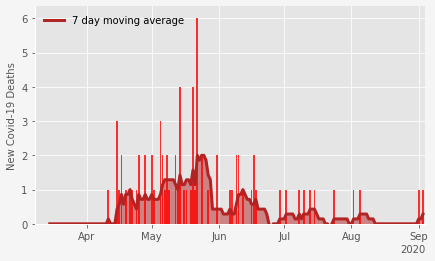 7 day moving average
New Covid-19 Deaths
6
5
4
3
2
1
0
Apr
May
Jun
Jul
Aug
Sep
2020